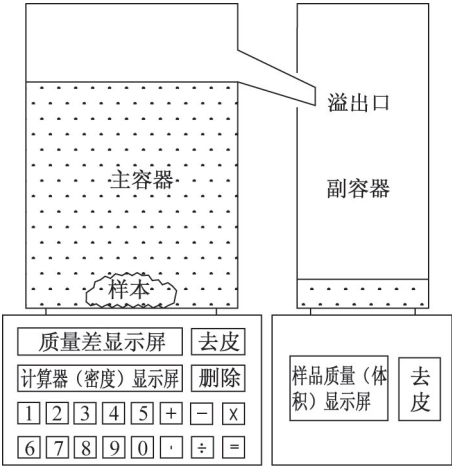 溢出口
主容器
副容器
样本
质量差显示屏
去皮
计算器（密度）显示屏
删除
1 2 3 4 5 + − x
6 7 8 9 0 · ÷ =
样品质量（体
积）显示屏
去
皮